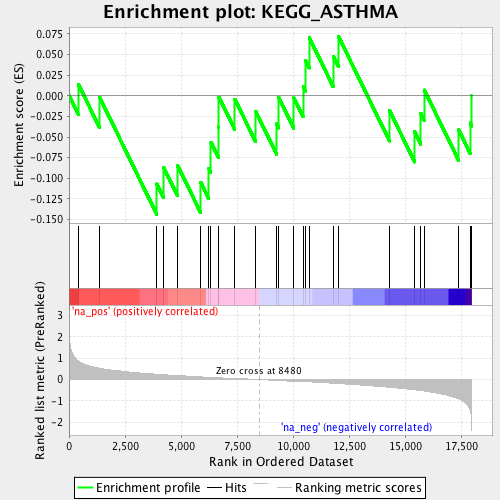 Enrichment plot: KEGG_ASTHMA
Enrichment score (ES)
0.075
0.050
0.025
0.000
-0.025
-0.050
-0.075
-0.100
-0.125
-0.150
'na_pos' (positively correlated)
Ranked list metric (PreRanked)
3
2
1
0
-1
-2
Zero cross at 8480
'na_neg' (negatively correlated)
0 2,500 5,000 7,500 10,000 12,500 15,000 17,500
Rank in Ordered Dataset
Enrichment profile Hits Ranking metric scores